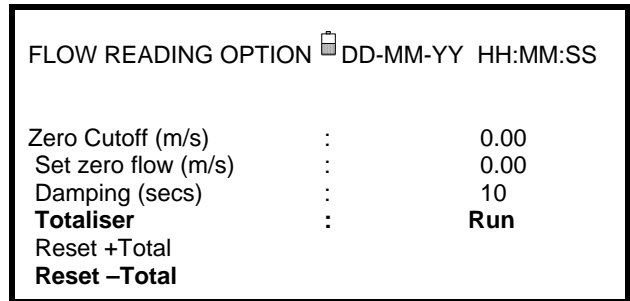 FLOW READING OPTION DD-MM-YY HH:MM:SS
Zero Cutoff (m/s) : 0.00
Set zero flow (m/s) : 0.00
Damping (secs) : 10
Totaliser : Run
Reset +Total
Reset –Total